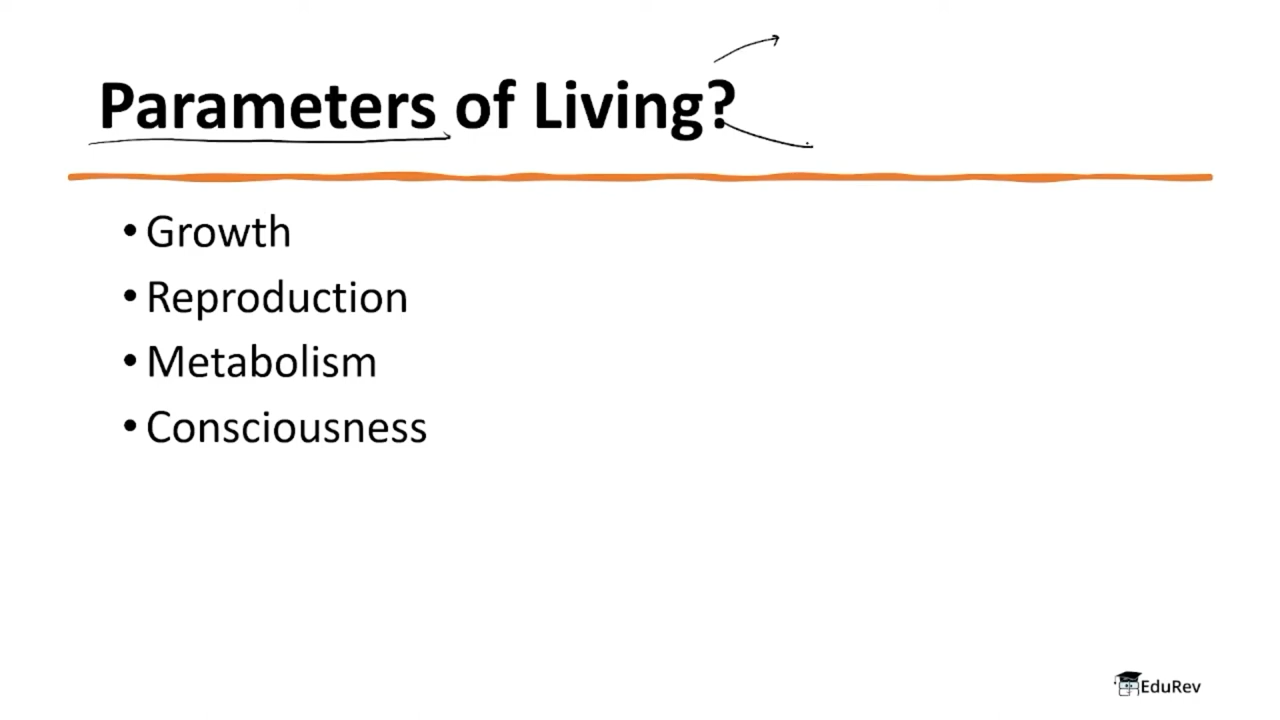 Parameters of Living?
• Growth
• Reproduction
• Metabolism
• Consciousness
EduRev